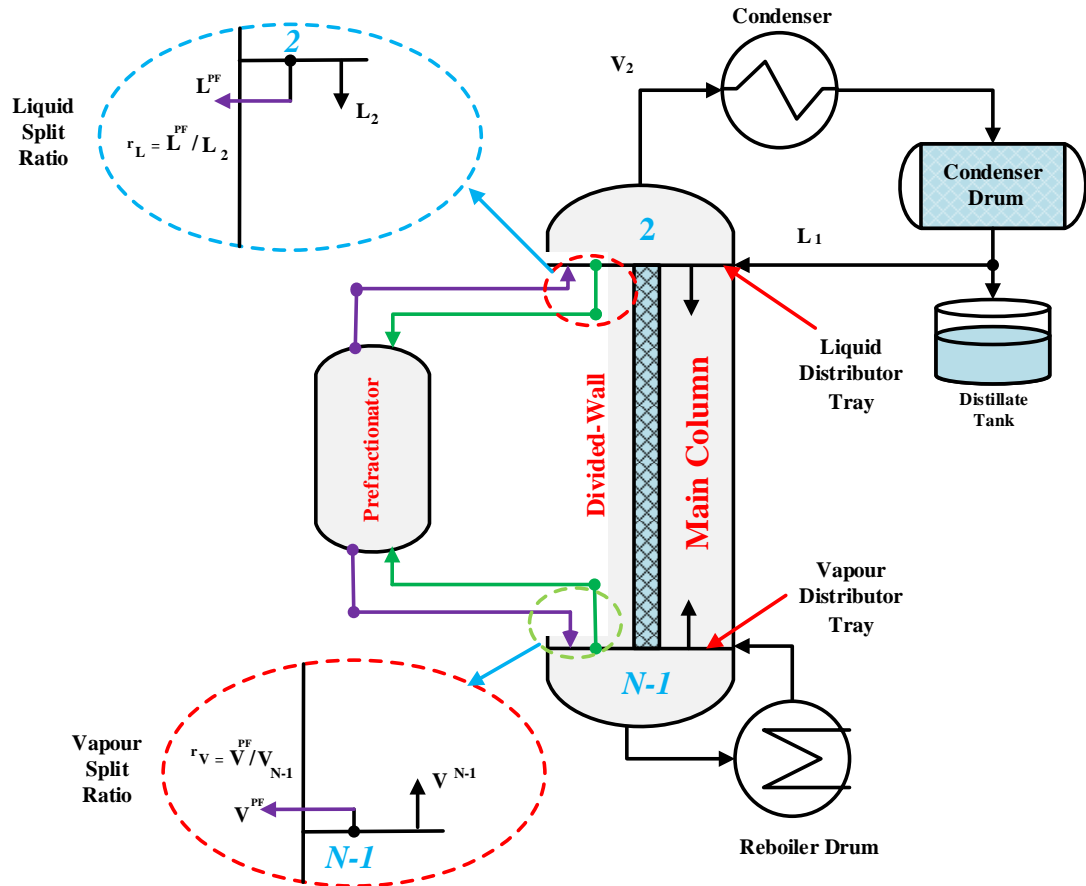 Condenser
2
V2
L^PF
L2
Liquid
Split
Ratio
rL = L^PF / L2
Condenser
Drum
2
L1
Liquid
Distributor
Tray
Distillate
Tank
Prefractionator
Divided-Wall
Main Column
Vapour
Distributor
Tray
N-1
Vapour
Split
Ratio
rV = V^PF/V N-1
V^N-1
V^PF
N-1
Reboiler Drum